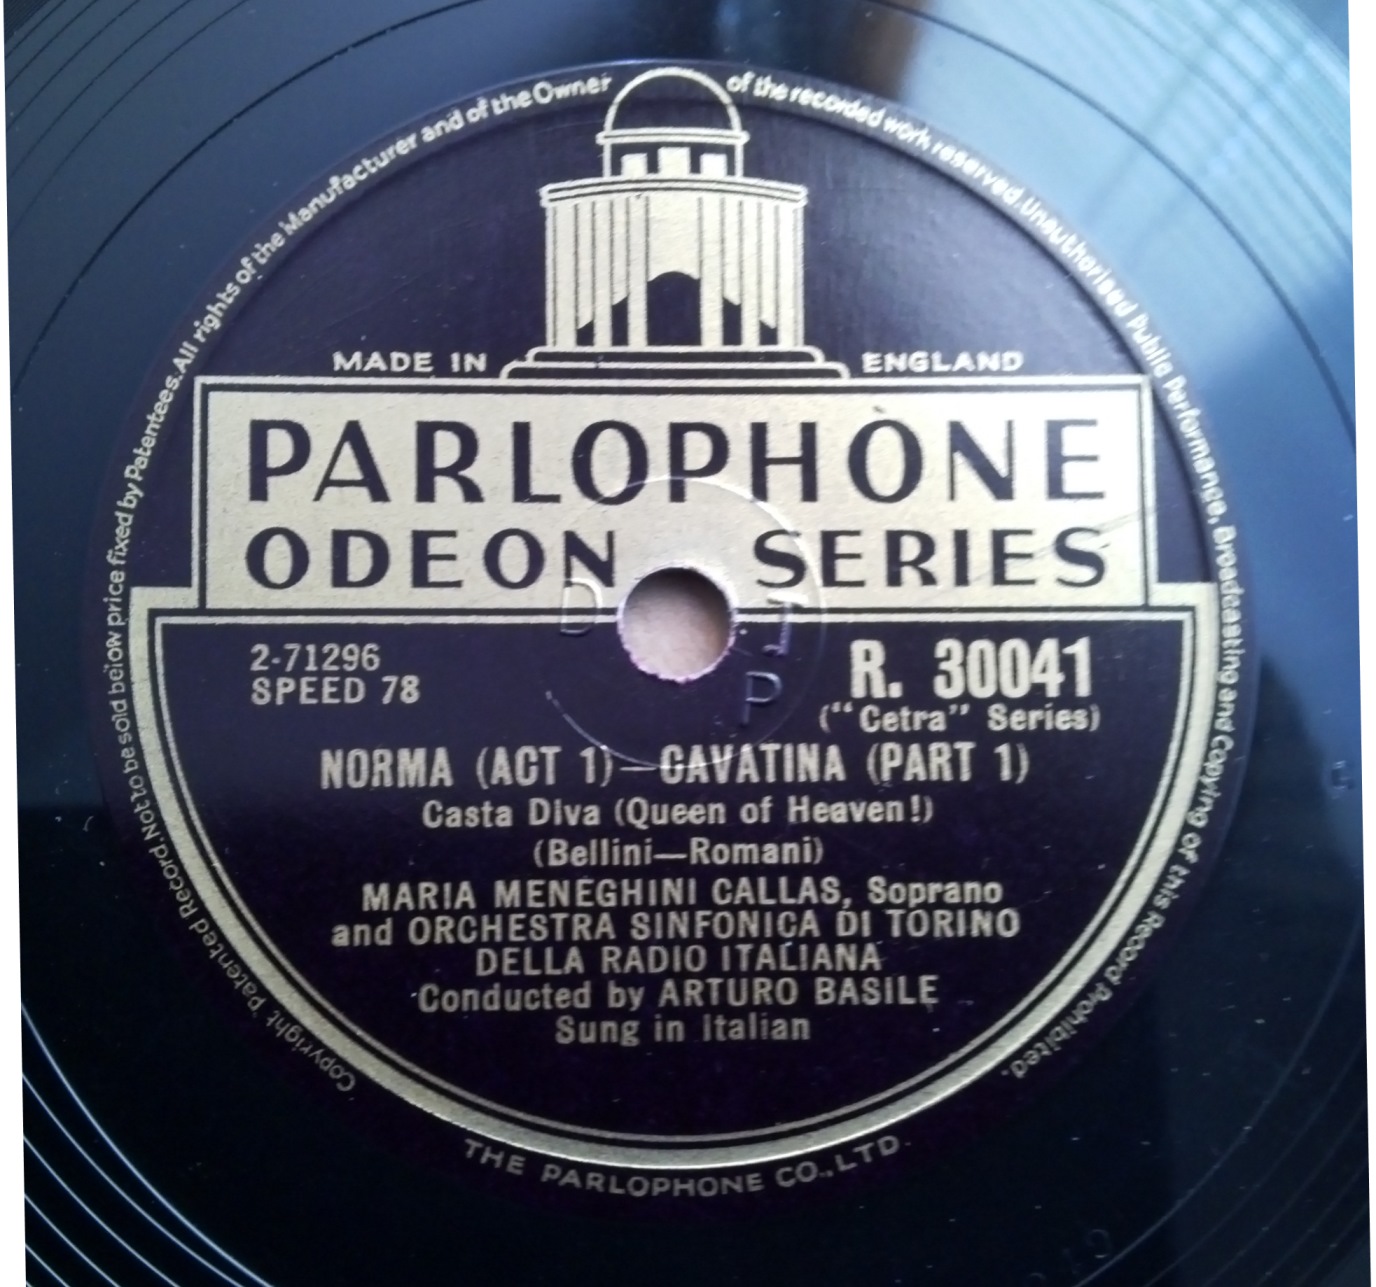 Copyright "Patented Record. Not to be sold below price fixed by Patentees. All rights of the Manufacturer and of the Owner of the recorded work reserved. Unauthorised Public Performance, Broadcasting and Copying of this Record Prohibited.
MADE IN ENGLAND
PARLOPHÒNE
ODEON SERIES
D T
P
2-71296
SPEED 78
R. 30041
("Cetra" Series)
NORMA (ACT 1)—CAVATINA (PART 1)
Casta Diva (Queen of Heaven!)
(Bellini—Romani)
MARIA MENEGHINI CALLAS, Soprano
and ORCHESTRA SINFONICA DI TORINO
DELLA RADIO ITALIANA
Conducted by ARTURO BASILE
Sung in Italian
THE PARLOPHONE CO., LTD.